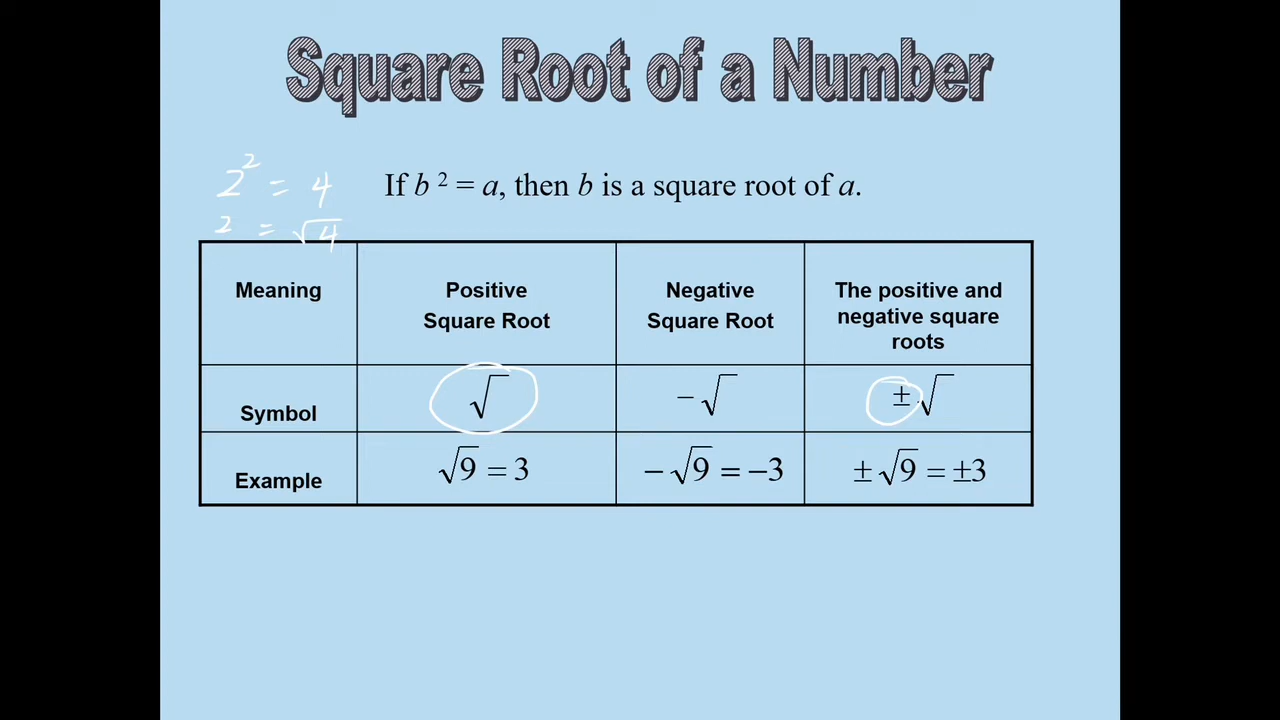 Square Root of a Number
2² = 4
If b ² = a, then b is a square root of a.
2 = √4
Meaning
Positive
Square Root
Negative
Square Root
The positive and
negative square
roots
Symbol
√
−√
±√
Example
√9 = 3
−√9 = −3
±√9 = ±3